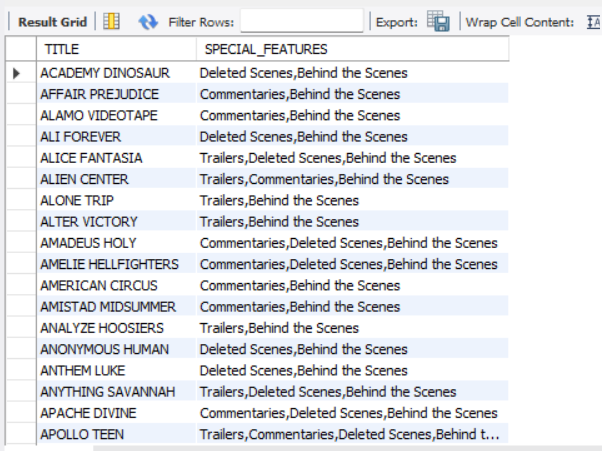 Result Grid Filter Rows: Export: Wrap Cell Content:
TITLE SPECIAL_FEATURES
ACADEMY DINOSAUR Deleted Scenes,Behind the Scenes
AFFAIR PREJUDICE Commentaries,Behind the Scenes
ALAMO VIDEOTAPE Commentaries,Behind the Scenes
ALI FOREVER Deleted Scenes,Behind the Scenes
ALICE FANTASIA Trailers,Deleted Scenes,Behind the Scenes
ALIEN CENTER Trailers,Commentaries,Behind the Scenes
ALONE TRIP Trailers,Behind the Scenes
ALTER VICTORY Trailers,Behind the Scenes
AMADEUS HOLY Commentaries,Deleted Scenes,Behind the Scenes
AMELIE HELLFIGHTERS Commentaries,Deleted Scenes,Behind the Scenes
AMERICAN CIRCUS Commentaries,Behind the Scenes
AMISTAD MIDSUMMER Commentaries,Behind the Scenes
ANALYZE HOOSIERS Trailers,Behind the Scenes
ANONYMOUS HUMAN Deleted Scenes,Behind the Scenes
ANTHEM LUKE Deleted Scenes,Behind the Scenes
ANYTHING SAVANNAH Trailers,Deleted Scenes,Behind the Scenes
APACHE DIVINE Commentaries,Deleted Scenes,Behind the Scenes
APOLLO TEEN Trailers,Commentaries,Deleted Scenes,Behind t...